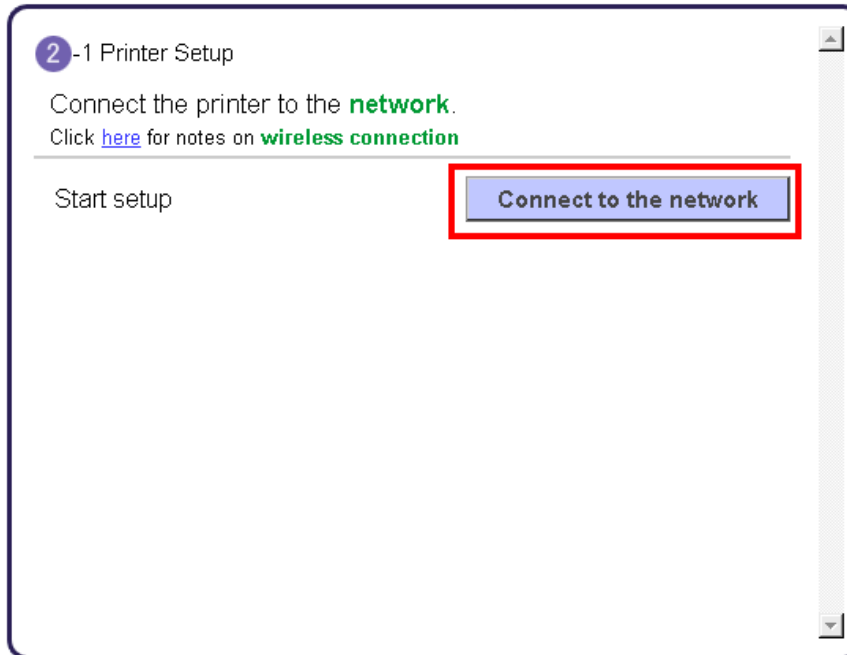 2-1 Printer Setup
Connect the printer to the network.
Click here for notes on wireless connection
Start setup
Connect to the network